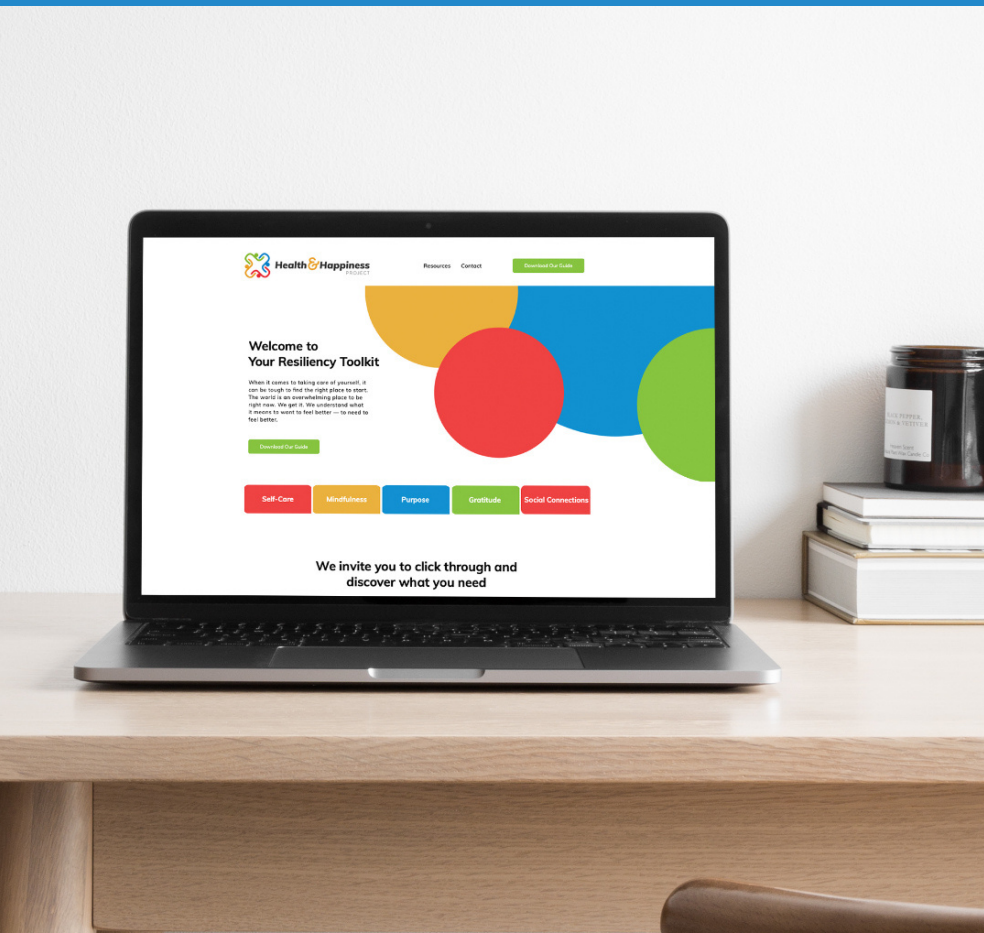 Health & Happiness
PROJECT
Resources Contact Download Our Guide
Welcome to
Your Resiliency Toolkit
When it comes to taking care of yourself, it
can be tough to find the right place to start.
The world is an overwhelming place to be
right now. We get it. We understand what
it means to want to feel better — to need to
feel better.
Download Our Guide
Self-Care Mindfulness Purpose Gratitude Social Connections
We invite you to click through and
discover what you need
PEPPER,
& VETIVER